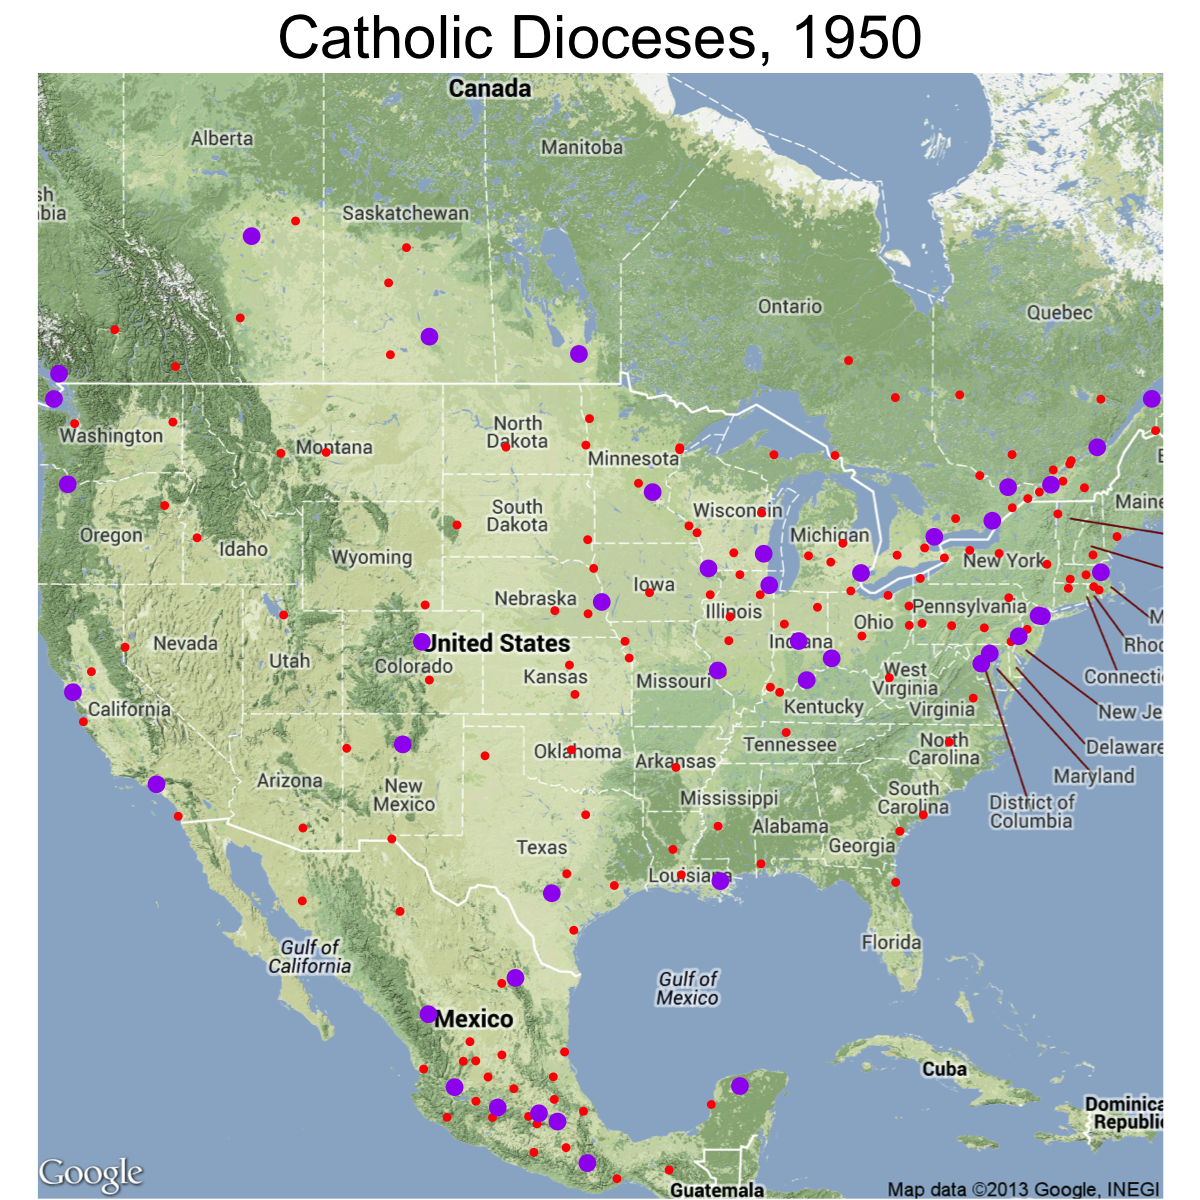 Catholic Dioceses, 1950
Canada
Alberta
Manitoba
sh
bia
Saskatchewan
Ontario
Quebec
Washington
Montana
North
Dakota
Minnesota
Maine
Oregon
Idaho
Wyoming
South
Dakota
Wisconsin
Michigan
New York
Nebraska
Iowa
Illinois
Indiana
Ohio
Pennsylvania
M
Rhod
Connecti
New Je
Delaware
Maryland
District of
Columbia
Nevada
Utah
United States
Colorado
Kansas
Missouri
West
Virginia
Virginia
Kentucky
California
Arizona
New
Mexico
Oklahoma
Arkansas
Tennessee
North
Carolina
South
Carolina
Mississippi
Alabama
Georgia
Texas
Louisiana
Florida
Gulf of
California
Gulf of
Mexico
Mexico
Cuba
Dominica
Republic
Guatemala
Google
Map data ©2013 Google, INEGI